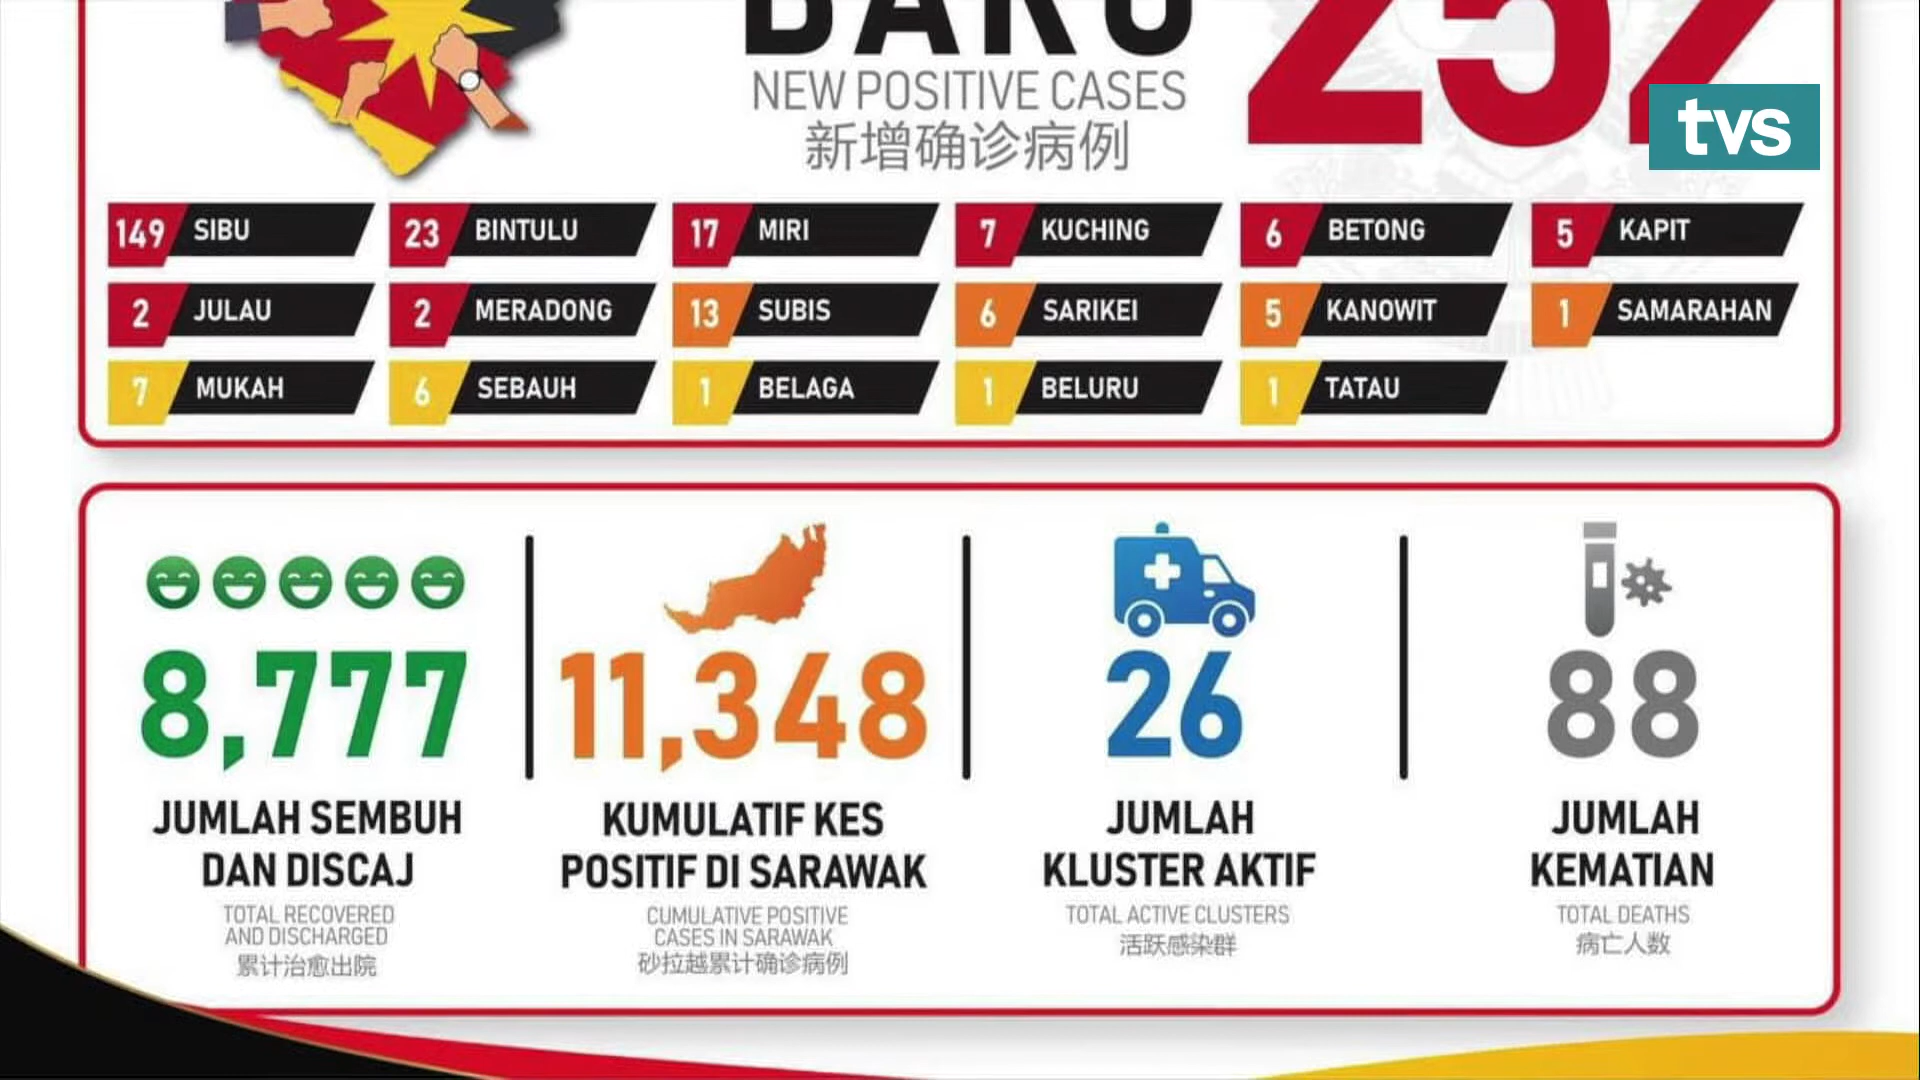 BARU
252
NEW POSITIVE CASES
新增确诊病例
tvs
149 SIBU
23 BINTULU
17 MIRI
7 KUCHING
6 BETONG
5 KAPIT
2 JULAU
2 MERADONG
13 SUBIS
6 SARIKEI
5 KANOWIT
1 SAMARAHAN
7 MUKAH
6 SEBAUH
1 BELAGA
1 BELURU
1 TATAU
8,777
JUMLAH SEMBUH
DAN DISCAJ
TOTAL RECOVERED
AND DISCHARGED
累计治愈出院
11,348
KUMULATIF KES
POSITIF DI SARAWAK
CUMULATIVE POSITIVE
CASES IN SARAWAK
砂拉越累计确诊病例
26
JUMLAH
KLUSTER AKTIF
TOTAL ACTIVE CLUSTERS
活跃感染群
88
JUMLAH
KEMATIAN
TOTAL DEATHS
病亡人数